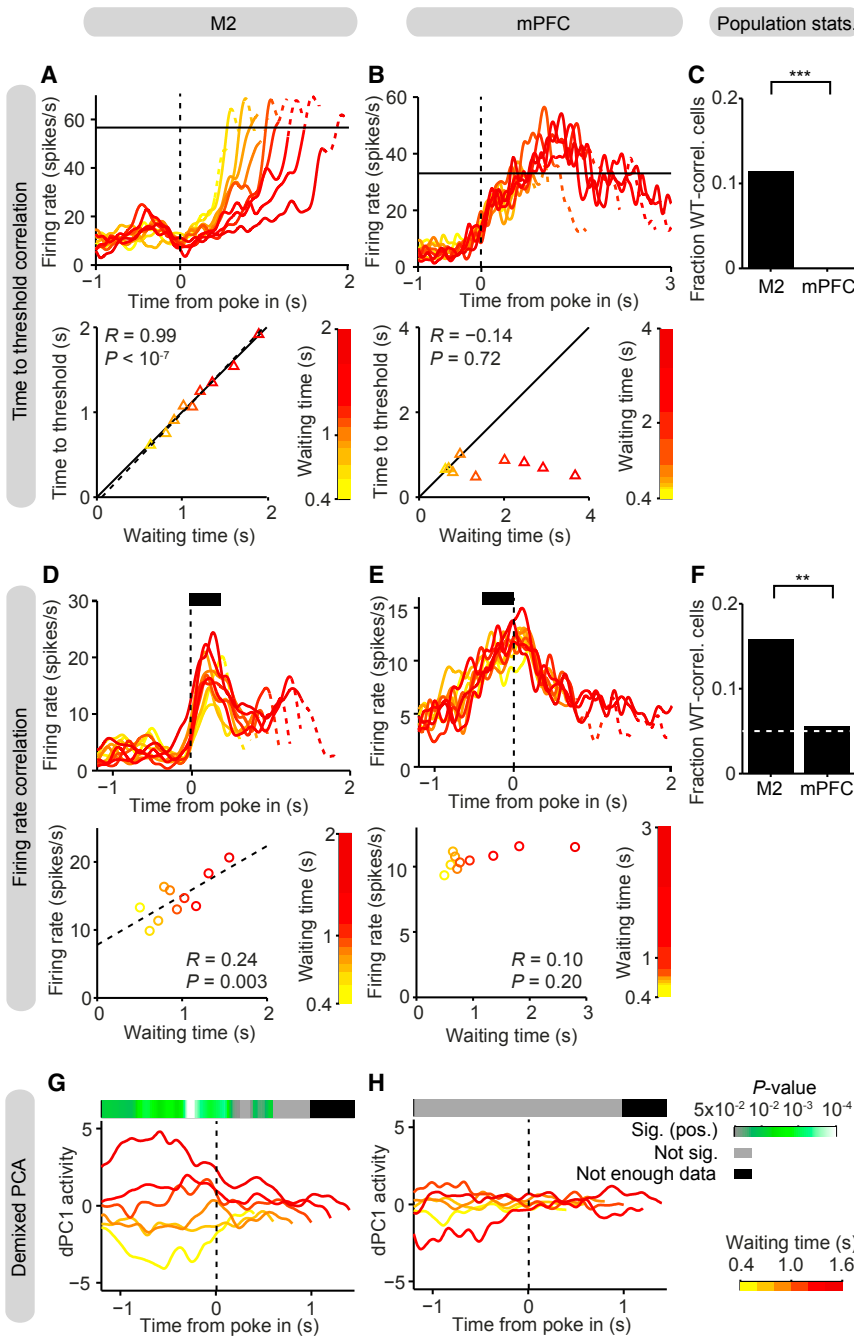 M2
mPFC
Population stats.
Time to threshold correlation
A
Firing rate (spikes/s)
60
40
20
0
-1
0
2
Time from poke in (s)
B
Firing rate (spikes/s)
60
40
20
0
-1
0
3
Time from poke in (s)
C
***
Fraction WT-correl. cells
0.2
0.1
0
M2
mPFC
Time to threshold (s)
2
1
0
0
1
2
Waiting time (s)
R = 0.99
P < 10⁻⁷
Waiting time (s)
2
1
0.4
Time to threshold (s)
4
2
0
0
2
4
Waiting time (s)
R = −0.14
P = 0.72
Waiting time (s)
4
2
0.4
Firing rate correlation
D
Firing rate (spikes/s)
30
20
10
0
−1
0
2
Time from poke in (s)
E
Firing rate (spikes/s)
15
10
5
0
−1
0
2
Time from poke in (s)
F
**
Fraction WT-correl. cells
0.2
0.1
0
M2
mPFC
Firing rate (spikes/s)
20
15
10
5
0
0
1
2
Waiting time (s)
R = 0.24
P = 0.003
Waiting time (s)
2
1
0.4
Firing rate (spikes/s)
10
5
0
0
1
2
3
Waiting time (s)
R = 0.10
P = 0.20
Waiting time (s)
3
1
0.4
Demixed PCA
G
dPC1 activity
5
0
−5
−1
0
1
Time from poke in (s)
H
dPC1 activity
5
0
−5
−1
0
1
Time from poke in (s)
P-value
5x10⁻² 10⁻² 10⁻³ 10⁻⁴
Sig. (pos.)
Not sig.
Not enough data
Waiting time (s)
0.4 1.0 1.6